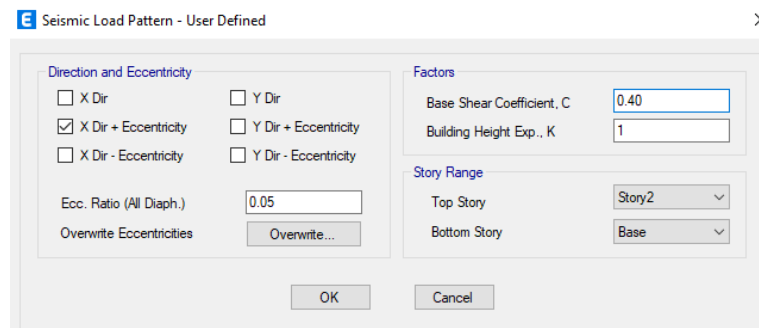 E Seismic Load Pattern - User Defined
Direction and Eccentricity
X Dir
Y Dir
X Dir + Eccentricity
Y Dir + Eccentricity
X Dir - Eccentricity
Y Dir - Eccentricity
Ecc. Ratio (All Diaph.)
0.05
Overwrite Eccentricities
Overwrite...
Factors
Base Shear Coefficient, C
0.40
Building Height Exp., K
1
Story Range
Top Story
Story2
Bottom Story
Base
OK
Cancel